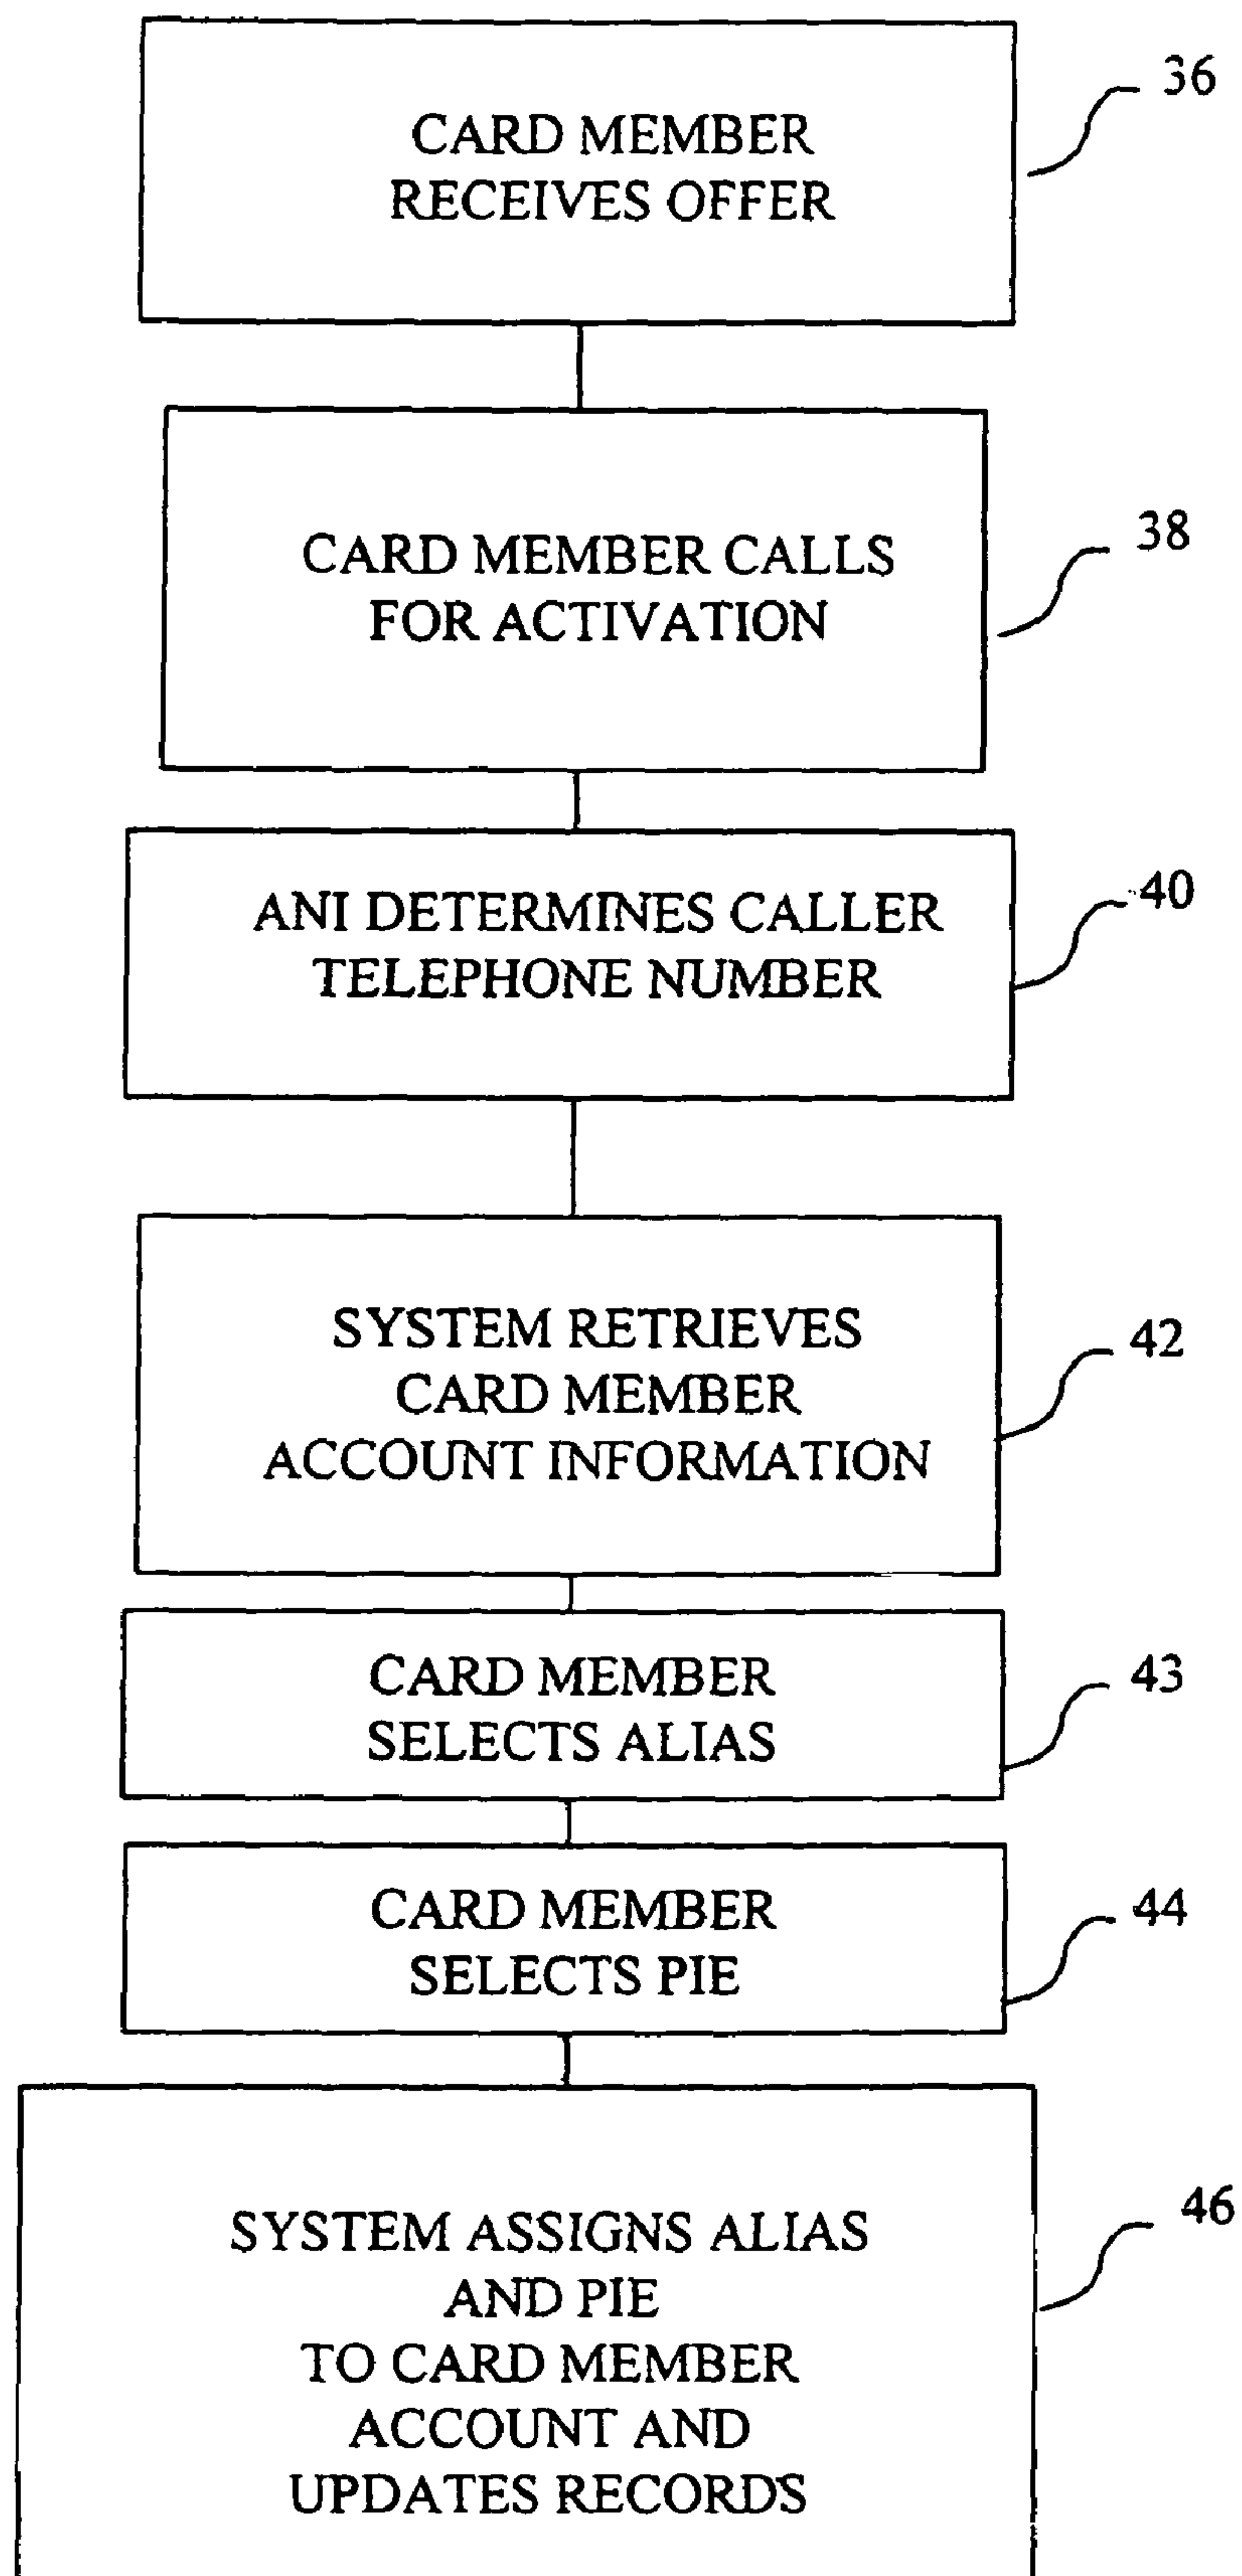 CARD MEMBER
RECEIVES OFFER
36
CARD MEMBER CALLS
FOR ACTIVATION
38
ANI DETERMINES CALLER
TELEPHONE NUMBER
40
SYSTEM RETRIEVES
CARD MEMBER
ACCOUNT INFORMATION
42
CARD MEMBER
SELECTS ALIAS
43
CARD MEMBER
SELECTS PIE
44
SYSTEM ASSIGNS ALIAS
AND PIE
TO CARD MEMBER
ACCOUNT AND
UPDATES RECORDS
46